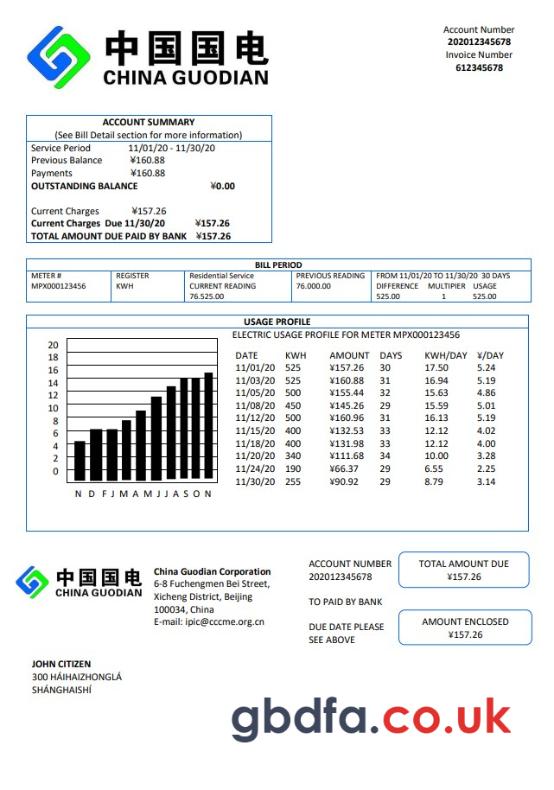 中国国电
CHINA GUODIAN
Account Number
202012345678
Invoice Number
612345678
ACCOUNT SUMMARY
(See Bill Detail section for more information)
Service Period 11/01/20 - 11/30/20
Previous Balance ¥160.88
Payments ¥160.88
OUTSTANDING BALANCE ¥0.00
Current Charges ¥157.26
Current Charges Due 11/30/20 ¥157.26
TOTAL AMOUNT DUE PAID BY BANK ¥157.26
BILL PERIOD
METER # REGISTER Residential Service PREVIOUS READING FROM 11/01/20 TO 11/30/20 30 DAYS
MPX000123456 KWH CURRENT READING 76.000.00 DIFFERENCE MULTIPLIER USAGE
76.525.00 525.00 1 525.00
USAGE PROFILE
ELECTRIC USAGE PROFILE FOR METER MPX000123456
20
18
16
14
12
10
8
6
4
2
0
N D F J M A M J J A S O N
DATE KWH AMOUNT DAYS KWH/DAY ¥/DAY
11/01/20 525 ¥157.26 30 17.50 5.24
11/03/20 525 ¥160.88 31 16.94 5.19
11/05/20 500 ¥155.44 32 15.63 4.86
11/08/20 450 ¥145.26 29 15.59 5.01
11/12/20 500 ¥160.96 31 16.13 5.19
11/15/20 400 ¥132.53 33 12.12 4.02
11/18/20 400 ¥131.98 33 12.12 4.00
11/20/20 340 ¥111.68 34 10.00 3.28
11/24/20 190 ¥66.37 29 6.55 2.25
11/30/20 255 ¥90.92 29 8.79 3.14
中国国电
CHINA GUODIAN
China Guodian Corporation
6-8 Fuchengmen Bei Street,
Xicheng District, Beijing
100034, China
E-mail: ipic@cccme.org.cn
ACCOUNT NUMBER
202012345678
TO PAID BY BANK
DUE DATE PLEASE
SEE ABOVE
TOTAL AMOUNT DUE
¥157.26
AMOUNT ENCLOSED
¥157.26
JOHN CITIZEN
300 HÁIHAIZHONGLÁ
SHÁNGHAISHÍ
gbdfa.co.uk